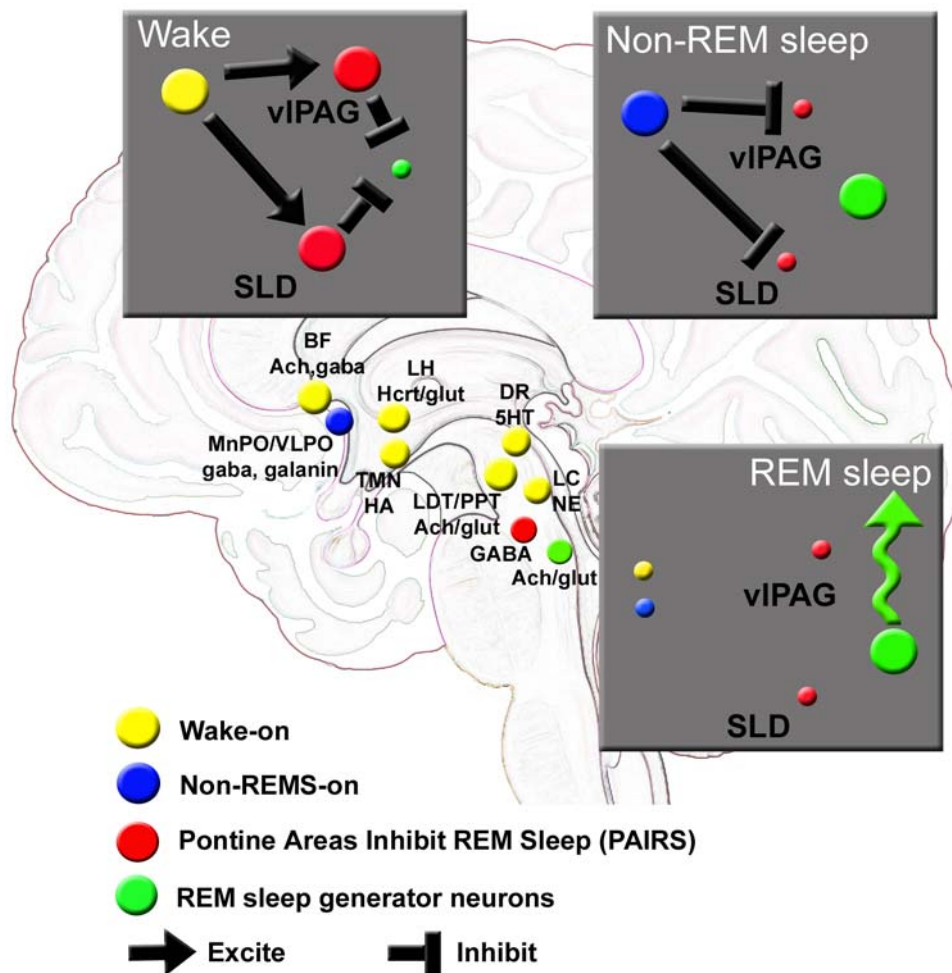 Wake
vlPAG
SLD
Non-REM sleep
vlPAG
SLD
BF
Ach,gaba
LH
Hcrt/glut
DR
5HT
MnPO/VLPO
gaba, galanin
TMN
HA
LDT/PPT
Ach/glut
LC
NE
GABA
Ach/glut
REM sleep
vlPAG
SLD
Wake-on
Non-REMS-on
Pontine Areas Inhibit REM Sleep (PAIRS)
REM sleep generator neurons
Excite
Inhibit